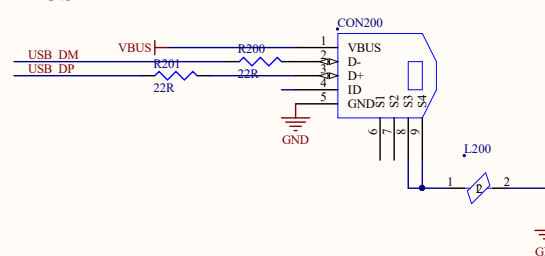 CON200
VBUS
1
VBUS
USB_DM
R200
2
D-
USB_DP
R201
3
D+
22R
22R
4
ID
5
GND
S1
S2
S3
S4
GND
6
7
8
9
L200
1
2